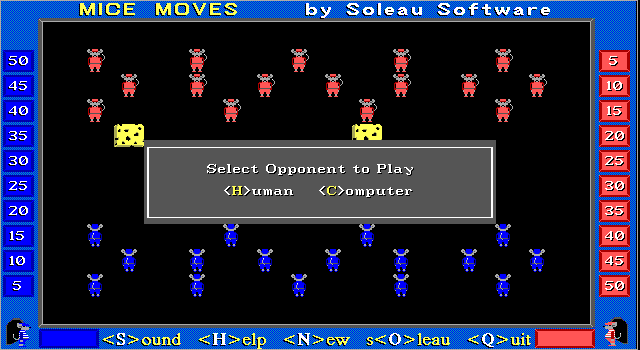 MICE MOVES by Soleau Software
50 5
45 10
40 15
35 20
Select Opponent to Play
30 25
<H>uman <C>omputer
25 30
20 35
15 40
10 45
5 50
<S>ound <H>elp <N>ew s<O>leau <Q>uit